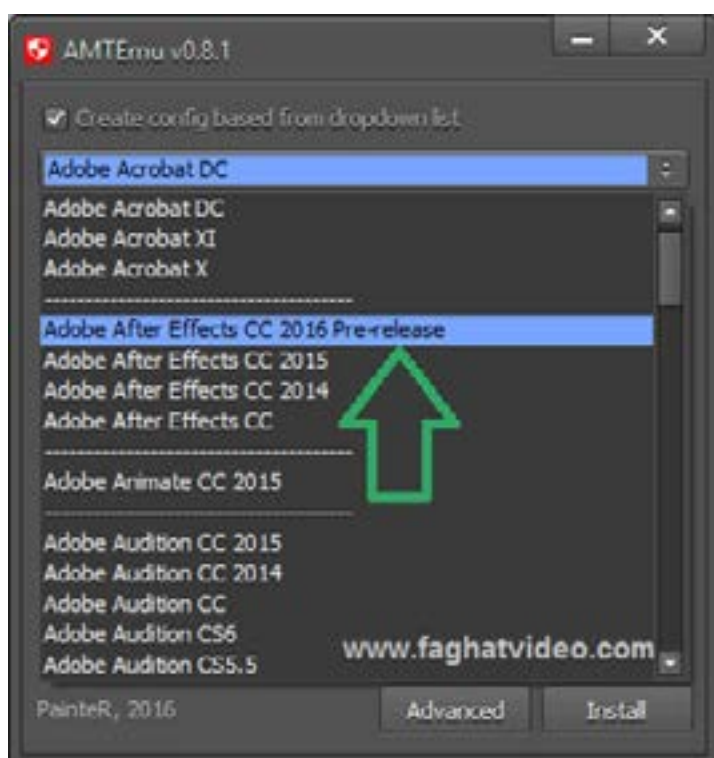 AMTEmu v0.8.1
Create config based from dropdown list
Adobe Acrobat DC
Adobe Acrobat DC
Adobe Acrobat XI
Adobe Acrobat X
------------------------------------
Adobe After Effects CC 2016 Pre-release
Adobe After Effects CC 2015
Adobe After Effects CC 2014
Adobe After Effects CC
------------------------------------
Adobe Animate CC 2015
------------------------------------
Adobe Audition CC 2015
Adobe Audition CC 2014
Adobe Audition CC
Adobe Audition CS6
Adobe Audition CS5.5
www.faghatvideo.com
PainteR, 2016
Advanced
Install